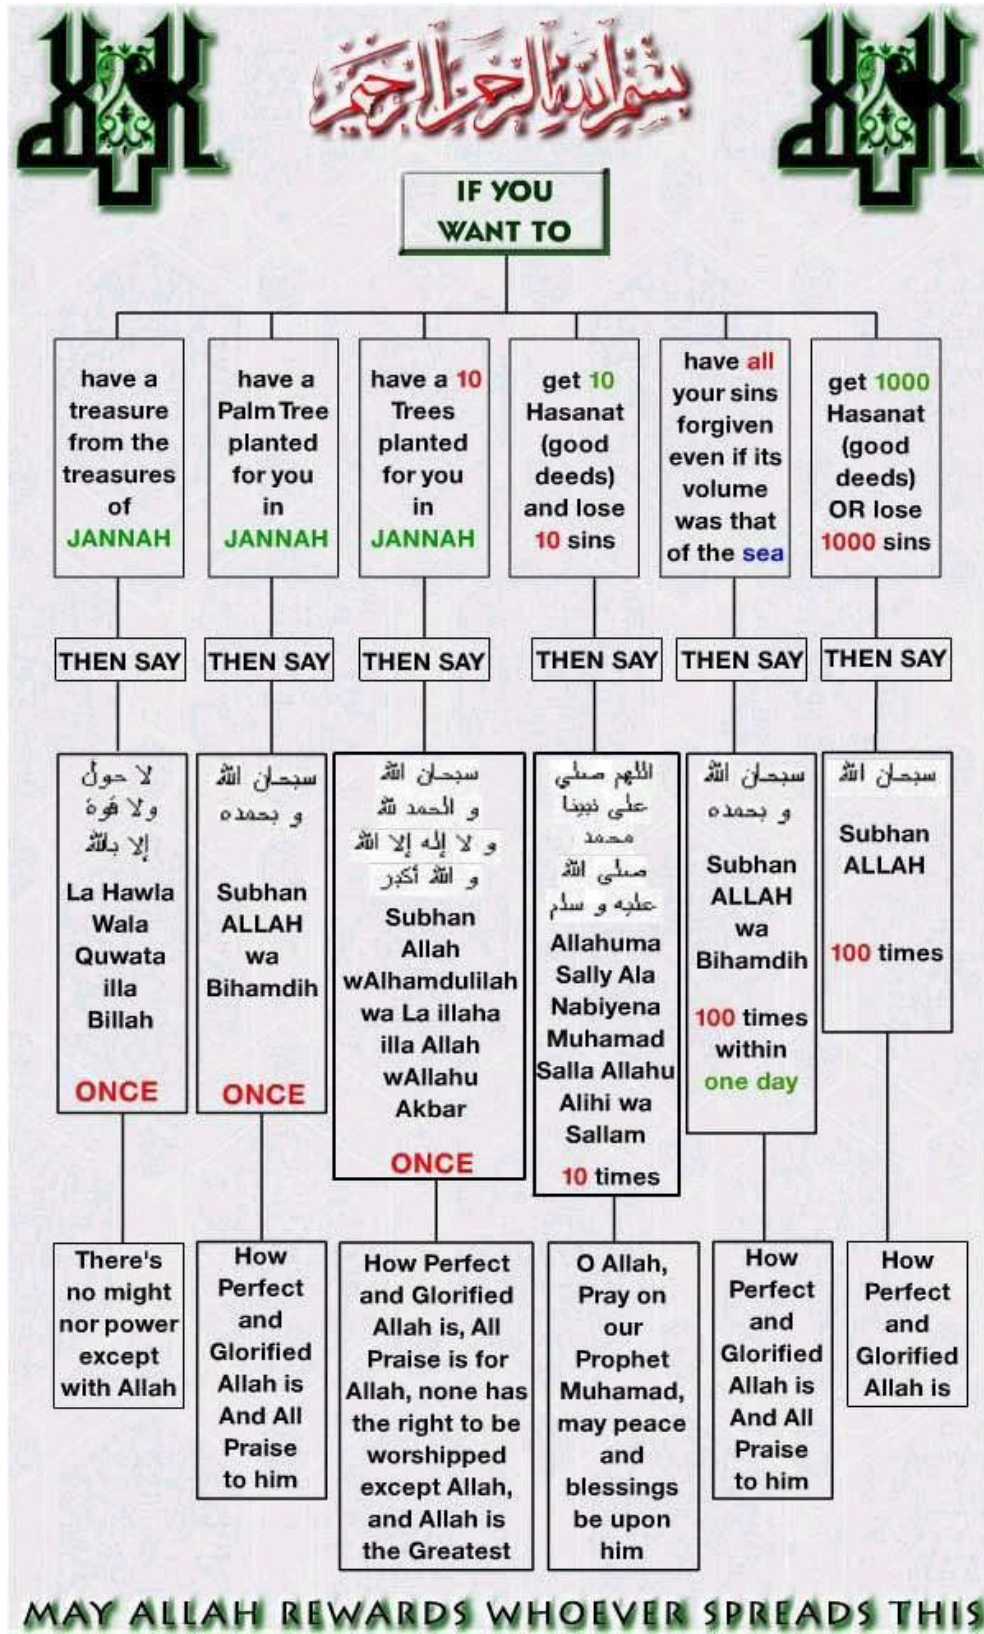 بسم الله الرحمن الرحيم
IF YOU
WANT TO
have a
treasure
from the
treasures
of
JANNAH
have a
Palm Tree
planted
for you
in
JANNAH
have a 10
Trees
planted
for you
in
JANNAH
get 10
Hasanat
(good
deeds)
and lose
10 sins
have all
your sins
forgiven
even if its
volume
was that
of the sea
get 1000
Hasanat
(good
deeds)
OR lose
1000 sins
THEN SAY
THEN SAY
THEN SAY
THEN SAY
THEN SAY
THEN SAY
لا حول
ولا قوة
إلا بالله
La Hawla
Wala
Quwata
illa
Billah
ONCE
سبحان الله
و بحمده
Subhan
ALLAH
wa
Bihamdih
ONCE
سبحان الله
و الحمد لله
و لا إله إلا الله
و الله أكبر
Subhan
Allah
wAlhamdulilah
wa La illaha
illa Allah
wAllahu
Akbar
ONCE
اللهم صلي
على نبينا
محمد
صلى الله
عليه و سلم
Allahuma
Sally Ala
Nabiyena
Muhamad
Salla Allahu
Alihi wa
Sallam
10 times
سبحان الله
و بحمده
Subhan
ALLAH
wa
Bihamdih
100 times
within
one day
سبحان الله
Subhan
ALLAH
100 times
There's
no might
nor power
except
with Allah
How
Perfect
and
Glorified
Allah is
And All
Praise
to him
How Perfect
and Glorified
Allah is, All
Praise is for
Allah, none has
the right to be
worshipped
except Allah,
and Allah is
the Greatest
O Allah,
Pray on
our
Prophet
Muhamad,
may peace
and
blessings
be upon
him
How
Perfect
and
Glorified
Allah is
And All
Praise
to him
How
Perfect
and
Glorified
Allah is
MAY ALLAH REWARDS WHOEVER SPREADS THIS